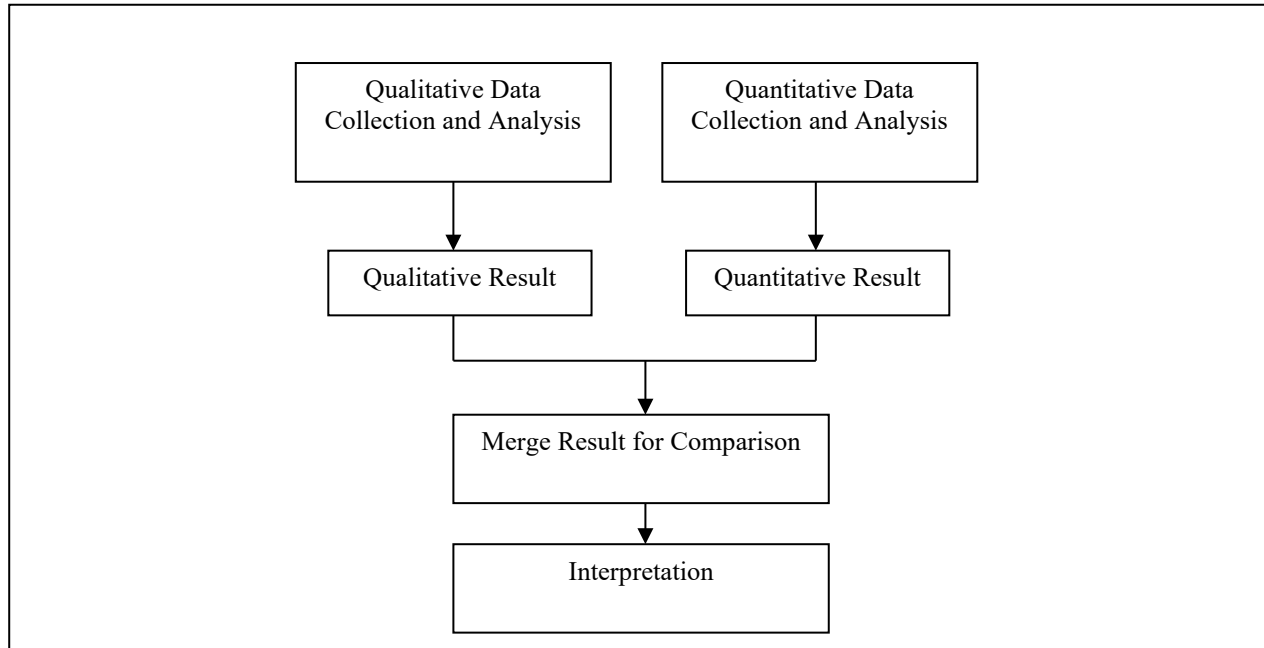 Qualitative Data
Collection and Analysis
Quantitative Data
Collection and Analysis
Qualitative Result
Quantitative Result
Merge Result for Comparison
Interpretation